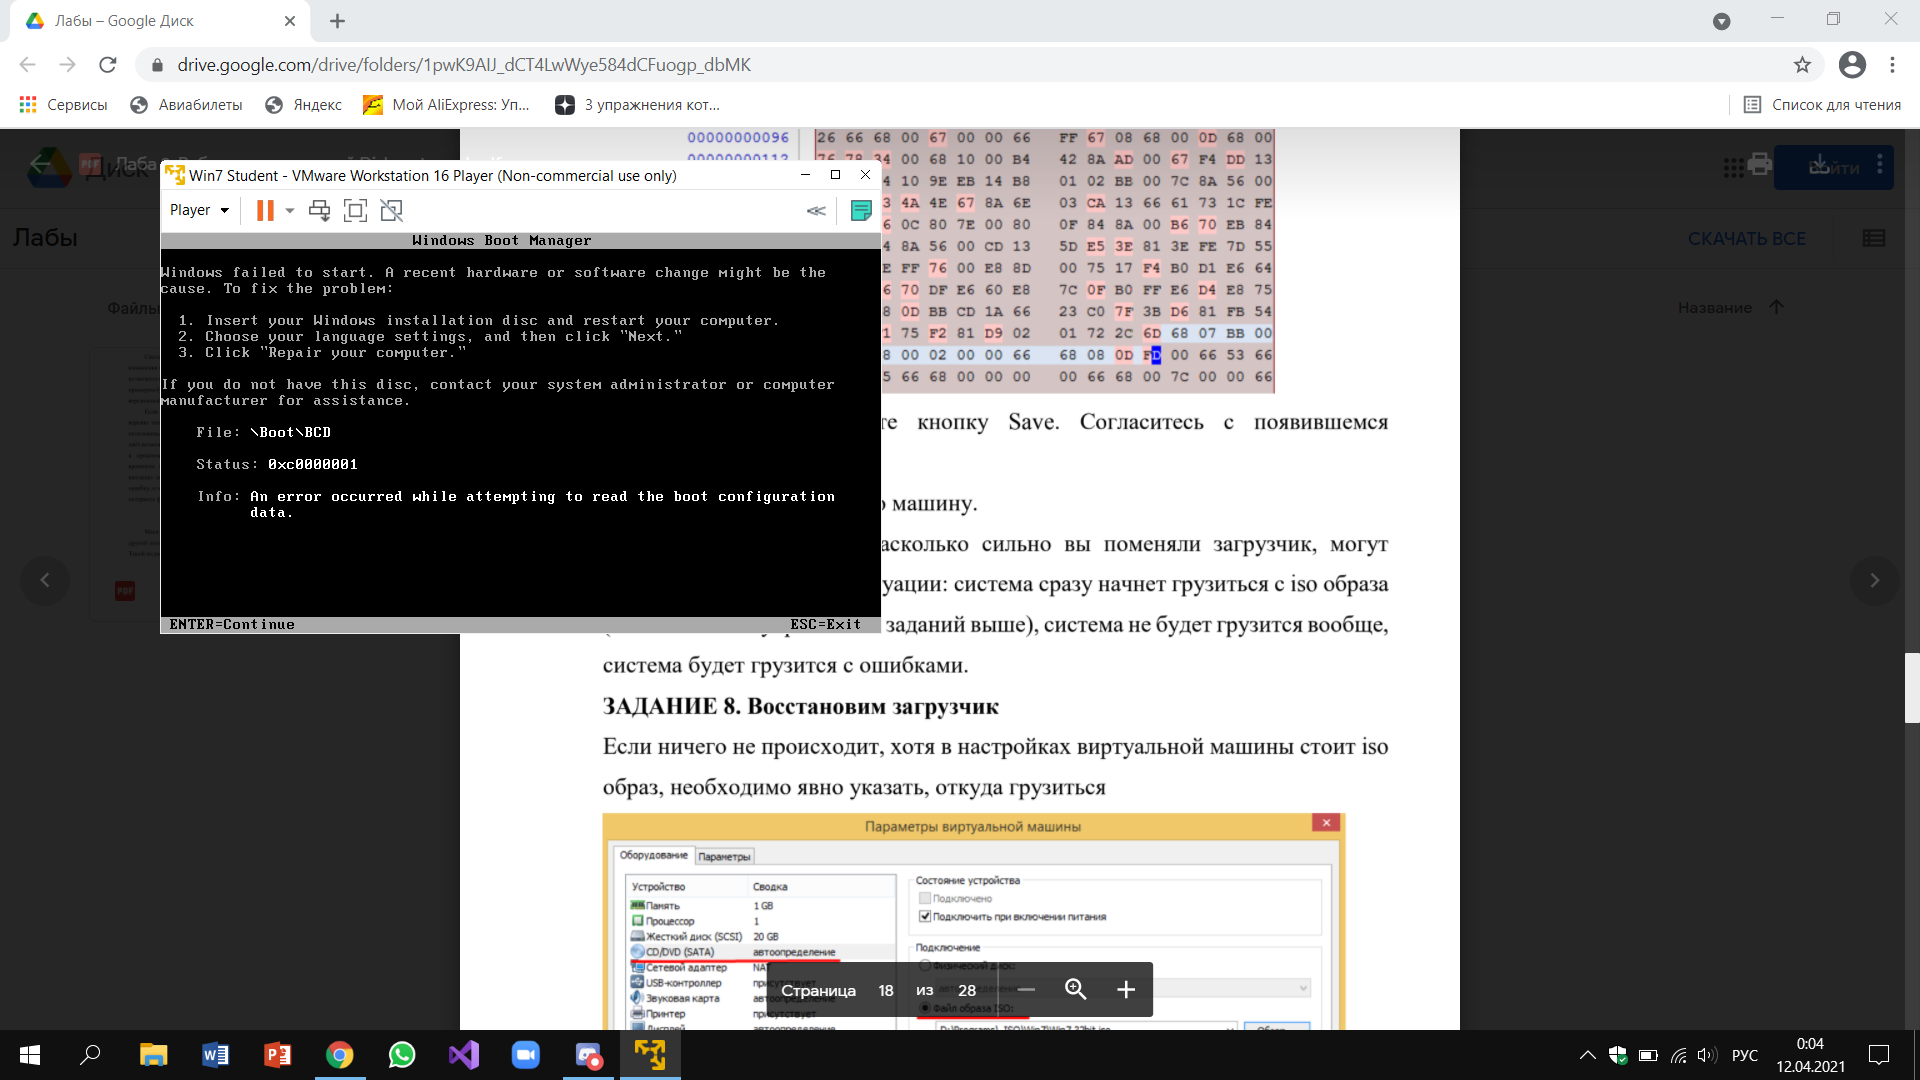 Лабы – Google Диск
drive.google.com/drive/folders/1pwK9AIJ_dCT4LwWye584dCFuogp_dbMK
Сервисы
Авиабилеты
Яндекс
Мой AliExpress: Уп...
3 упражнения кот...
Список для чтения
Лабы
СКАЧАТЬ ВСЕ
Файлы
Название
00000000096 26 66 68 00 67 00 00 66 FF 67 08 68 00 0D 68 00
00000000112 76 78 34 00 68 10 00 B4 42 8A AD 00 67 F4 DD 13
4 10 9E EB 14 B8 01 02 BB 00 7C 8A 56 00
3 4A 4E 67 8A 6E 03 CA 13 66 61 73 1C FE
6 0C 80 7E 00 80 0F 84 8A 00 B6 70 EB 84
4 8A 56 00 CD 13 5D E5 3E 81 3E FE 7D 55
E FF 76 00 E8 8D 00 75 17 F4 B0 D1 E6 64
6 70 DF E6 60 E8 7C 0F B0 FF E6 D4 E8 75
8 0D BB CD 1A 66 23 C0 7F 3B D6 81 FB 54
1 75 F2 81 D9 02 01 72 2C 6D 68 07 BB 00
8 00 02 00 00 66 68 08 0D FD 00 66 53 66
5 66 68 00 00 00 00 66 68 00 7C 00 00 66
Win7 Student - VMware Workstation 16 Player (Non-commercial use only)
Player
Windows Boot Manager
Windows failed to start. A recent hardware or software change might be the
cause. To fix the problem:
1. Insert your Windows installation disc and restart your computer.
2. Choose your language settings, and then click "Next."
3. Click "Repair your computer."
If you do not have this disc, contact your system administrator or computer
manufacturer for assistance.
File: \Boot\BCD
Status: 0xc0000001
Info: An error occurred while attempting to read the boot configuration
data.
ENTER=Continue ESC=Exit
кнопку Save. Согласитесь с появившемся
машину.
асколько сильно вы поменяли загрузчик, могут
уации: система сразу начнет грузиться с iso образа
заданий выше), система не будет грузится вообще,
система будет грузится с ошибками.
ЗАДАНИЕ 8. Восстановим загрузчик
Если ничего не происходит, хотя в настройках виртуальной машины стоит iso
образ, необходимо явно указать, откуда грузиться
Параметры виртуальной машины
Оборудование Параметры
Устройство Сводка
Память 1 GB
Процессор 1
Жесткий диск (SCSI) 20 GB
CD/DVD (SATA) автоопределение
Сетевой адаптер NAT
USB-контроллер
Звуковая карта
Принтер
Дисплей автоопределение
Состояние устройства
Подключено
Подключить при включении питания
Подключение
Физический диск:
Файл образа ISO:
Страница 18 из 28
РУС
0:04
12.04.2021